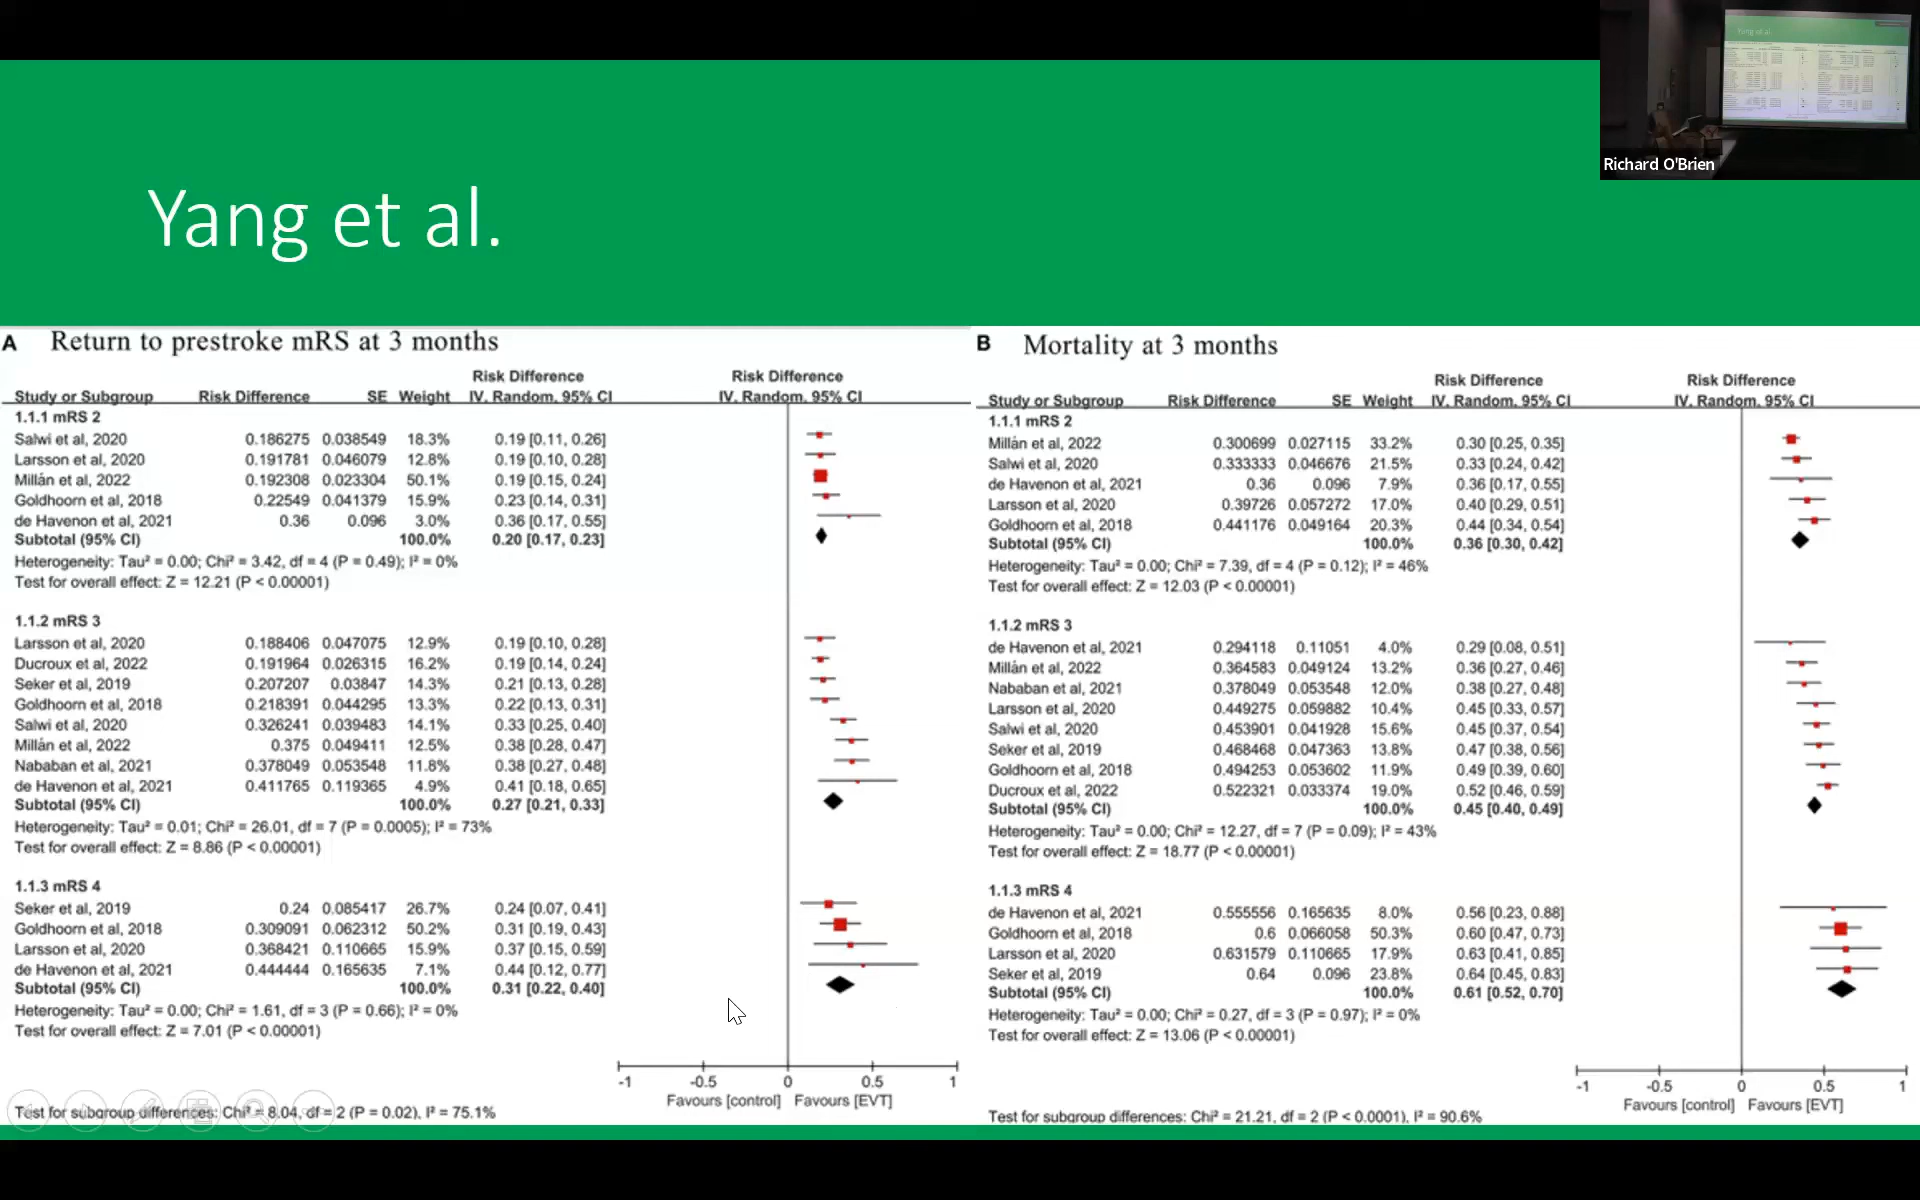 Yang et al.
Richard O'Brien
A Return to prestroke mRS at 3 months
Risk Difference Risk Difference
Study or Subgroup Risk Difference SE Weight IV. Random. 95% CI IV. Random. 95% CI
1.1.1 mRS 2
Salwi et al, 2020 0.186275 0.038549 18.3% 0.19 [0.11, 0.26]
Larsson et al, 2020 0.191781 0.046079 12.8% 0.19 [0.10, 0.28]
Millán et al, 2022 0.192308 0.023304 50.1% 0.19 [0.15, 0.24]
Goldhoorn et al, 2018 0.22549 0.041379 15.9% 0.23 [0.14, 0.31]
de Havenon et al, 2021 0.36 0.096 3.0% 0.36 [0.17, 0.55]
Subtotal (95% CI) 100.0% 0.20 [0.17, 0.23]
Heterogeneity: Tau² = 0.00; Chi² = 3.42, df = 4 (P = 0.49); I² = 0%
Test for overall effect: Z = 12.21 (P < 0.00001)
1.1.2 mRS 3
Larsson et al, 2020 0.188406 0.047075 12.9% 0.19 [0.10, 0.28]
Ducroux et al, 2022 0.191964 0.026315 16.2% 0.19 [0.14, 0.24]
Seker et al, 2019 0.207207 0.03847 14.3% 0.21 [0.13, 0.28]
Goldhoorn et al, 2018 0.218391 0.044295 13.3% 0.22 [0.13, 0.31]
Salwi et al, 2020 0.326241 0.039483 14.1% 0.33 [0.25, 0.40]
Millán et al, 2022 0.375 0.049411 12.5% 0.38 [0.28, 0.47]
Nababan et al, 2021 0.378049 0.053548 11.8% 0.38 [0.27, 0.48]
de Havenon et al, 2021 0.411765 0.119365 4.9% 0.41 [0.18, 0.65]
Subtotal (95% CI) 100.0% 0.27 [0.21, 0.33]
Heterogeneity: Tau² = 0.01; Chi² = 26.01, df = 7 (P = 0.0005); I² = 73%
Test for overall effect: Z = 8.86 (P < 0.00001)
1.1.3 mRS 4
Seker et al, 2019 0.24 0.085417 26.7% 0.24 [0.07, 0.41]
Goldhoorn et al, 2018 0.309091 0.062312 50.2% 0.31 [0.19, 0.43]
Larsson et al, 2020 0.368421 0.110665 15.9% 0.37 [0.15, 0.59]
de Havenon et al, 2021 0.444444 0.165635 7.1% 0.44 [0.12, 0.77]
Subtotal (95% CI) 100.0% 0.31 [0.22, 0.40]
Heterogeneity: Tau² = 0.00; Chi² = 1.61, df = 3 (P = 0.66); I² = 0%
Test for overall effect: Z = 7.01 (P < 0.00001)
-1 -0.5 0 0.5 1
Favours [control] Favours [EVT]
Test for subgroup differences: Chi² = 8.04, df = 2 (P = 0.02), I² = 75.1%
B Mortality at 3 months
Risk Difference Risk Difference
Study or Subgroup Risk Difference SE Weight IV. Random. 95% CI IV. Random. 95% CI
1.1.1 mRS 2
Millán et al, 2022 0.300699 0.027115 33.2% 0.30 [0.25, 0.35]
Salwi et al, 2020 0.333333 0.046676 21.5% 0.33 [0.24, 0.42]
de Havenon et al, 2021 0.36 0.096 7.9% 0.36 [0.17, 0.55]
Larsson et al, 2020 0.39726 0.057272 17.0% 0.40 [0.29, 0.51]
Goldhoorn et al, 2018 0.441176 0.049164 20.3% 0.44 [0.34, 0.54]
Subtotal (95% CI) 100.0% 0.36 [0.30, 0.42]
Heterogeneity: Tau² = 0.00; Chi² = 7.39, df = 4 (P = 0.12); I² = 46%
Test for overall effect: Z = 12.03 (P < 0.00001)
1.1.2 mRS 3
de Havenon et al, 2021 0.294118 0.11051 4.0% 0.29 [0.08, 0.51]
Millán et al, 2022 0.364583 0.049124 13.2% 0.36 [0.27, 0.46]
Nababan et al, 2021 0.378049 0.053548 12.0% 0.38 [0.27, 0.48]
Larsson et al, 2020 0.449275 0.059882 10.4% 0.45 [0.33, 0.57]
Salwi et al, 2020 0.453901 0.041928 15.6% 0.45 [0.37, 0.54]
Seker et al, 2019 0.468468 0.047363 13.8% 0.47 [0.38, 0.56]
Goldhoorn et al, 2018 0.494253 0.053602 11.9% 0.49 [0.39, 0.60]
Ducroux et al, 2022 0.522321 0.033374 19.0% 0.52 [0.46, 0.59]
Subtotal (95% CI) 100.0% 0.45 [0.40, 0.49]
Heterogeneity: Tau² = 0.00; Chi² = 12.27, df = 7 (P = 0.09); I² = 43%
Test for overall effect: Z = 18.77 (P < 0.00001)
1.1.3 mRS 4
de Havenon et al, 2021 0.555556 0.165635 8.0% 0.56 [0.23, 0.88]
Goldhoorn et al, 2018 0.6 0.066058 50.3% 0.60 [0.47, 0.73]
Larsson et al, 2020 0.631579 0.110665 17.9% 0.63 [0.41, 0.85]
Seker et al, 2019 0.64 0.096 23.8% 0.64 [0.45, 0.83]
Subtotal (95% CI) 100.0% 0.61 [0.52, 0.70]
Heterogeneity: Tau² = 0.00; Chi² = 0.27, df = 3 (P = 0.97); I² = 0%
Test for overall effect: Z = 13.06 (P < 0.00001)
-1 -0.5 0 0.5 1
Favours [control] Favours [EVT]
Test for subgroup differences: Chi² = 21.21, df = 2 (P < 0.0001), I² = 90.6%